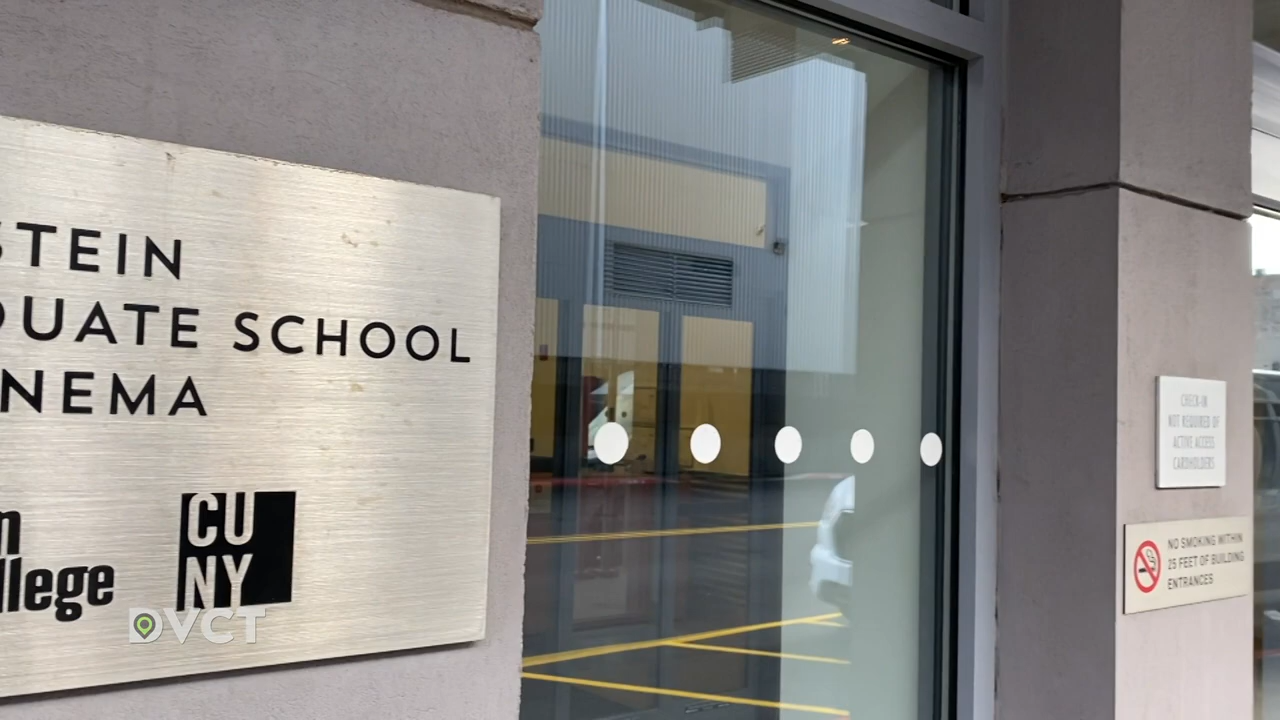 STEIN
DUATE SCHOOL
NEMA
llege
CU
NY
DVCT
CHECK-IN
NOT REQUIRED OF
ACTIVE ACCESS
CARDHOLDERS
NO SMOKING WITHIN
25 FEET OF BUILDING
ENTRANCES